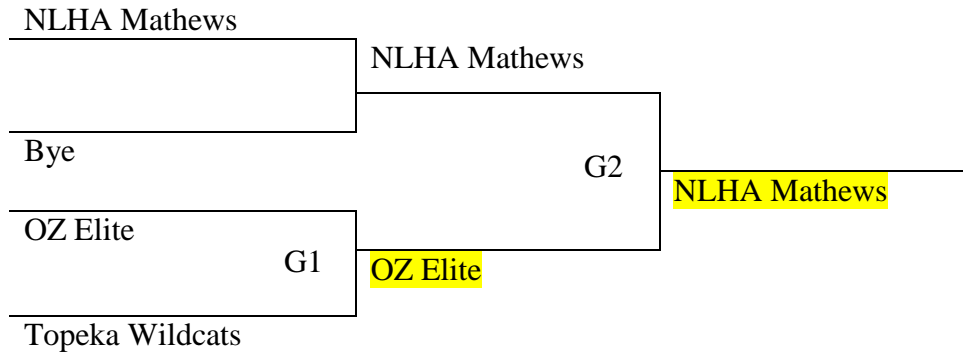 NLHA Mathews
NLHA Mathews
Bye
G2
NLHA Mathews
OZ Elite
G1
OZ Elite
Topeka Wildcats